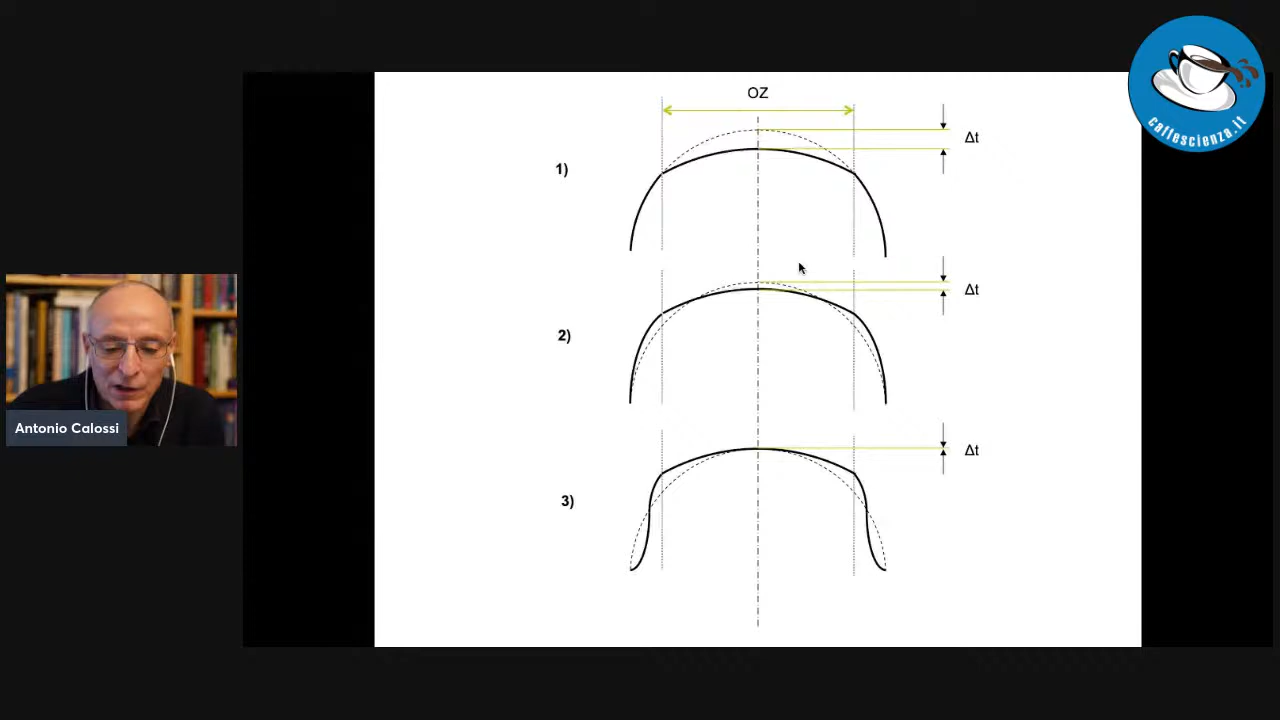 OZ
Δt
1)
Δt
2)
Δt
3)
Antonio Calossi
caffescienza.it